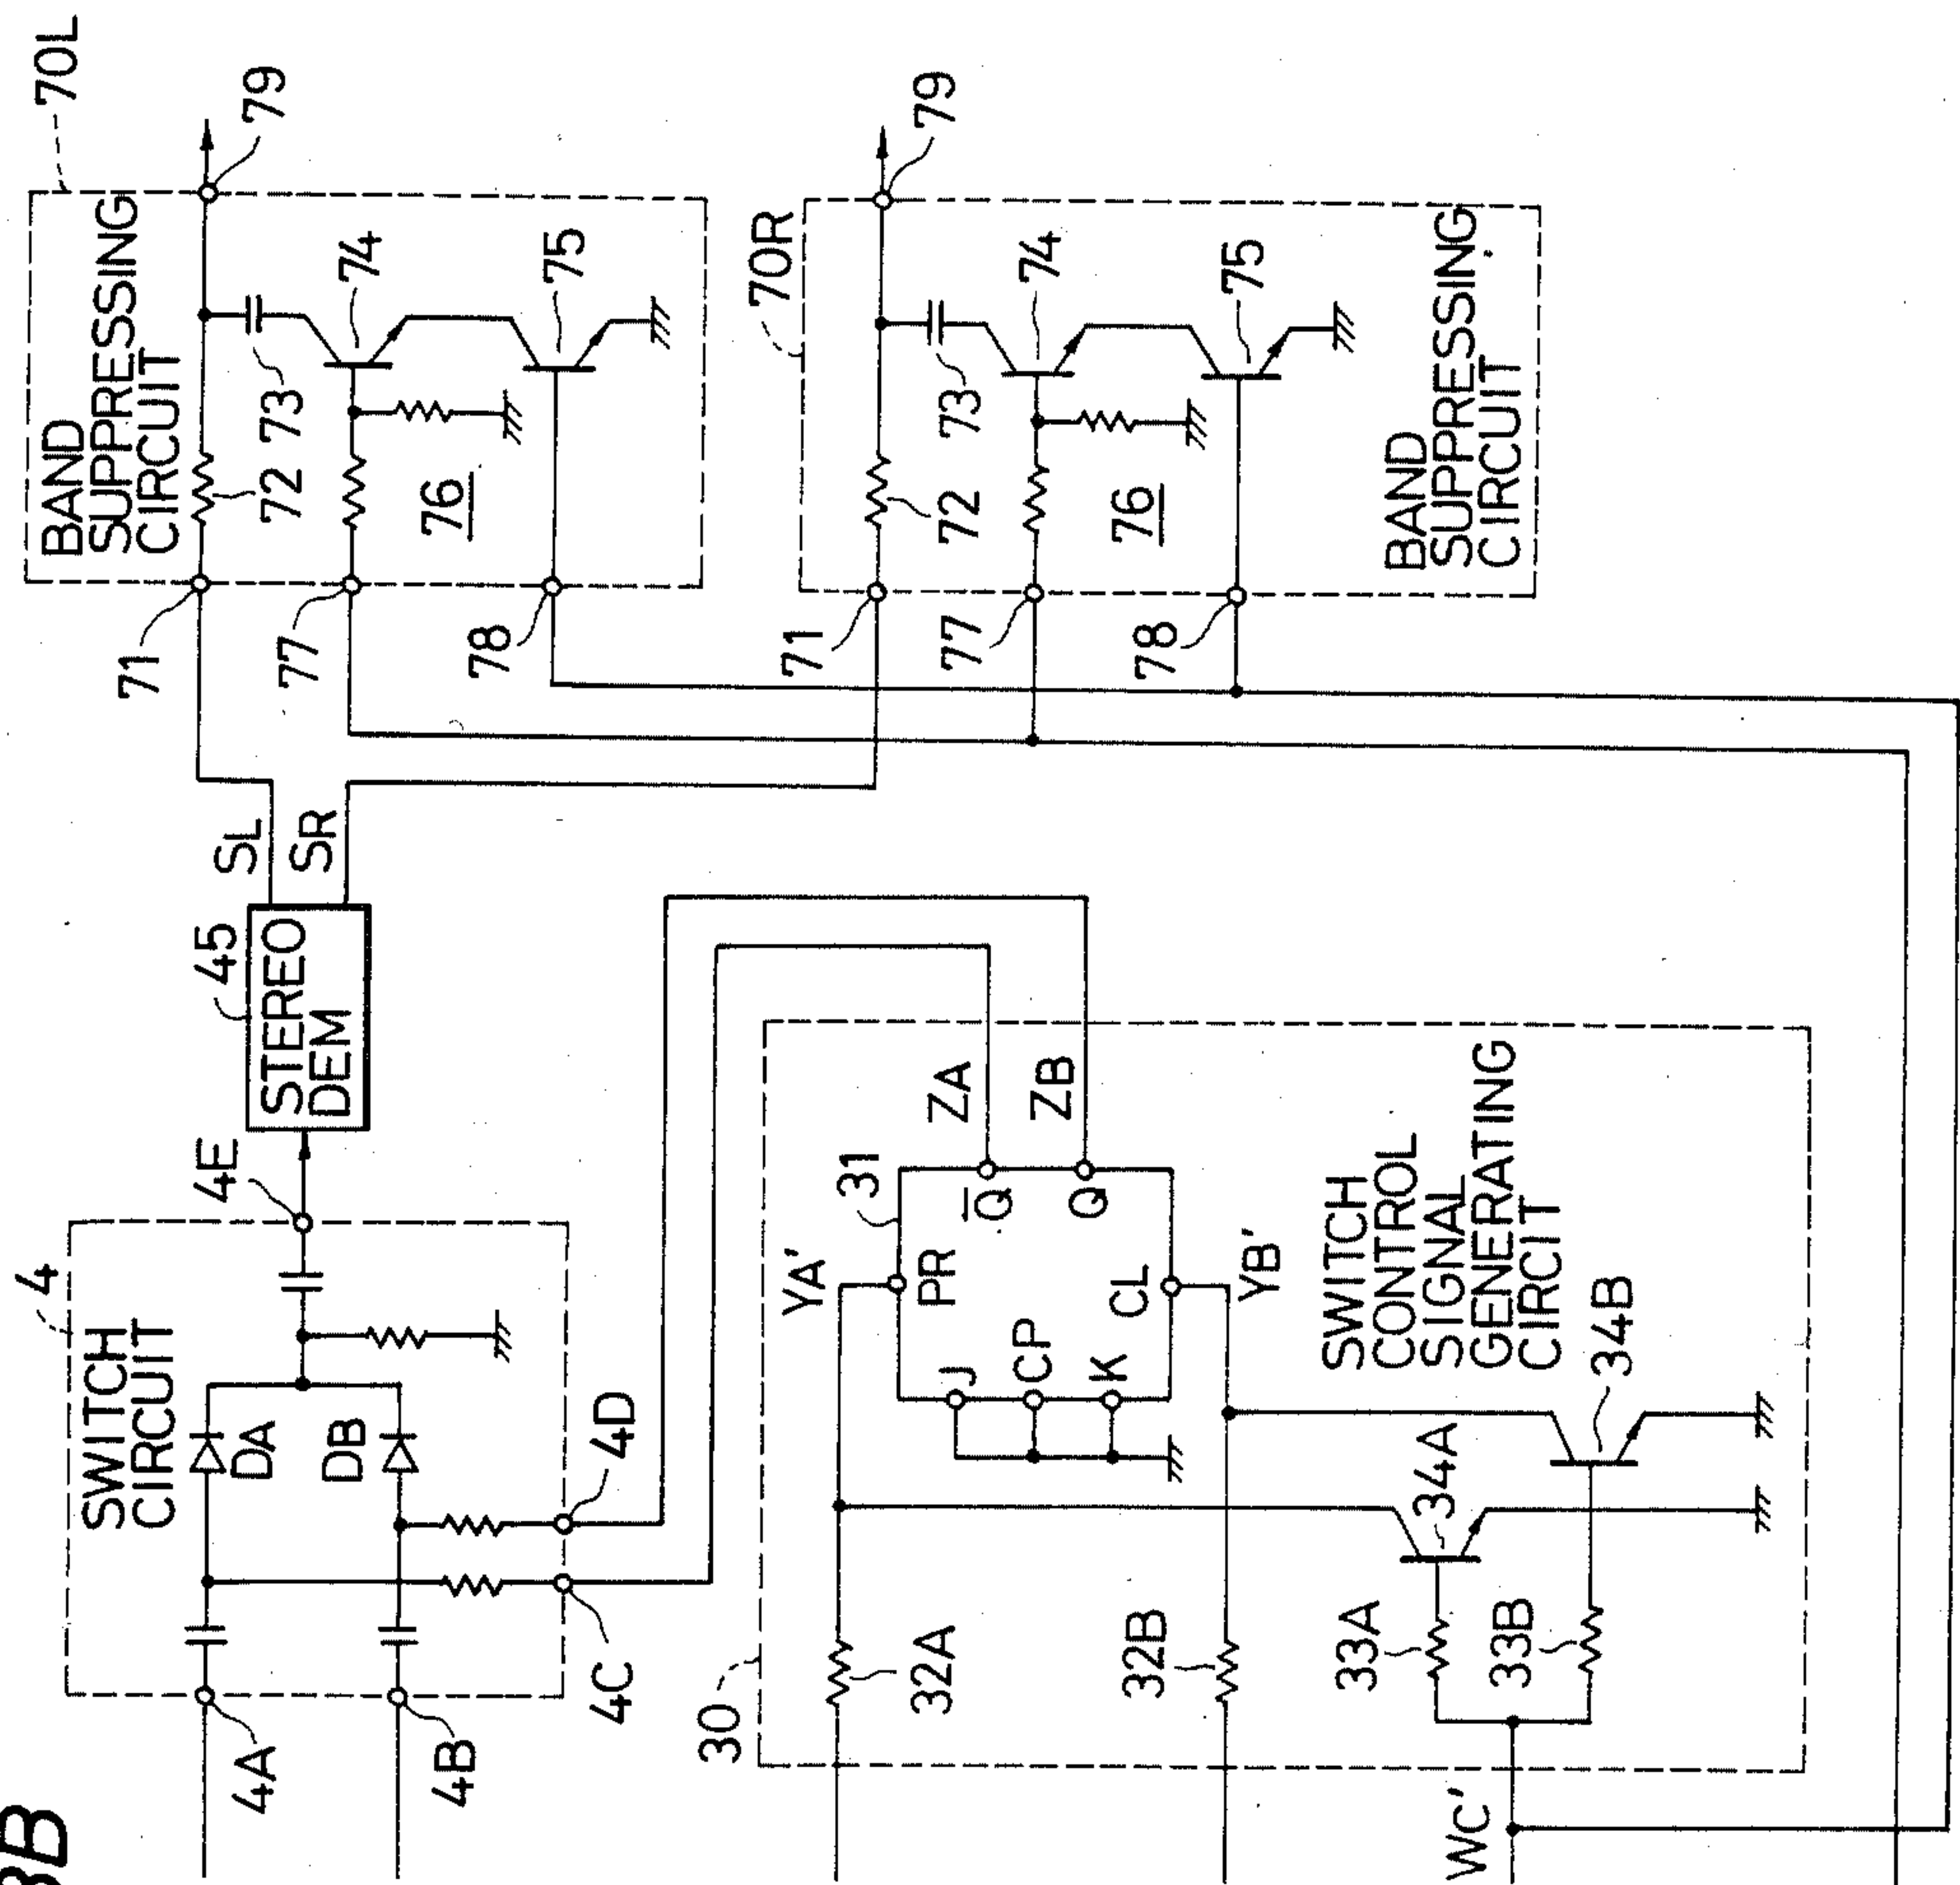 3B
4
SWITCH
CIRCUIT
4A
4B
4C
4D
4E
DA
DB
45
STEREO
DEM
SL
SR
70L
BAND
SUPPRESSING
CIRCUIT
71
72
73
74
75
76
77
78
79
70R
71
72
73
74
75
76
77
78
79
BAND
SUPPRESSING
CIRCUIT
30
YA'
31
PR
J
CP
K
CL
Q̅
Q
ZA
ZB
YB'
32A
32B
33A
33B
34A
34B
SWITCH
CONTROL
SIGNAL
GENERATING
CIRCIT
WC'